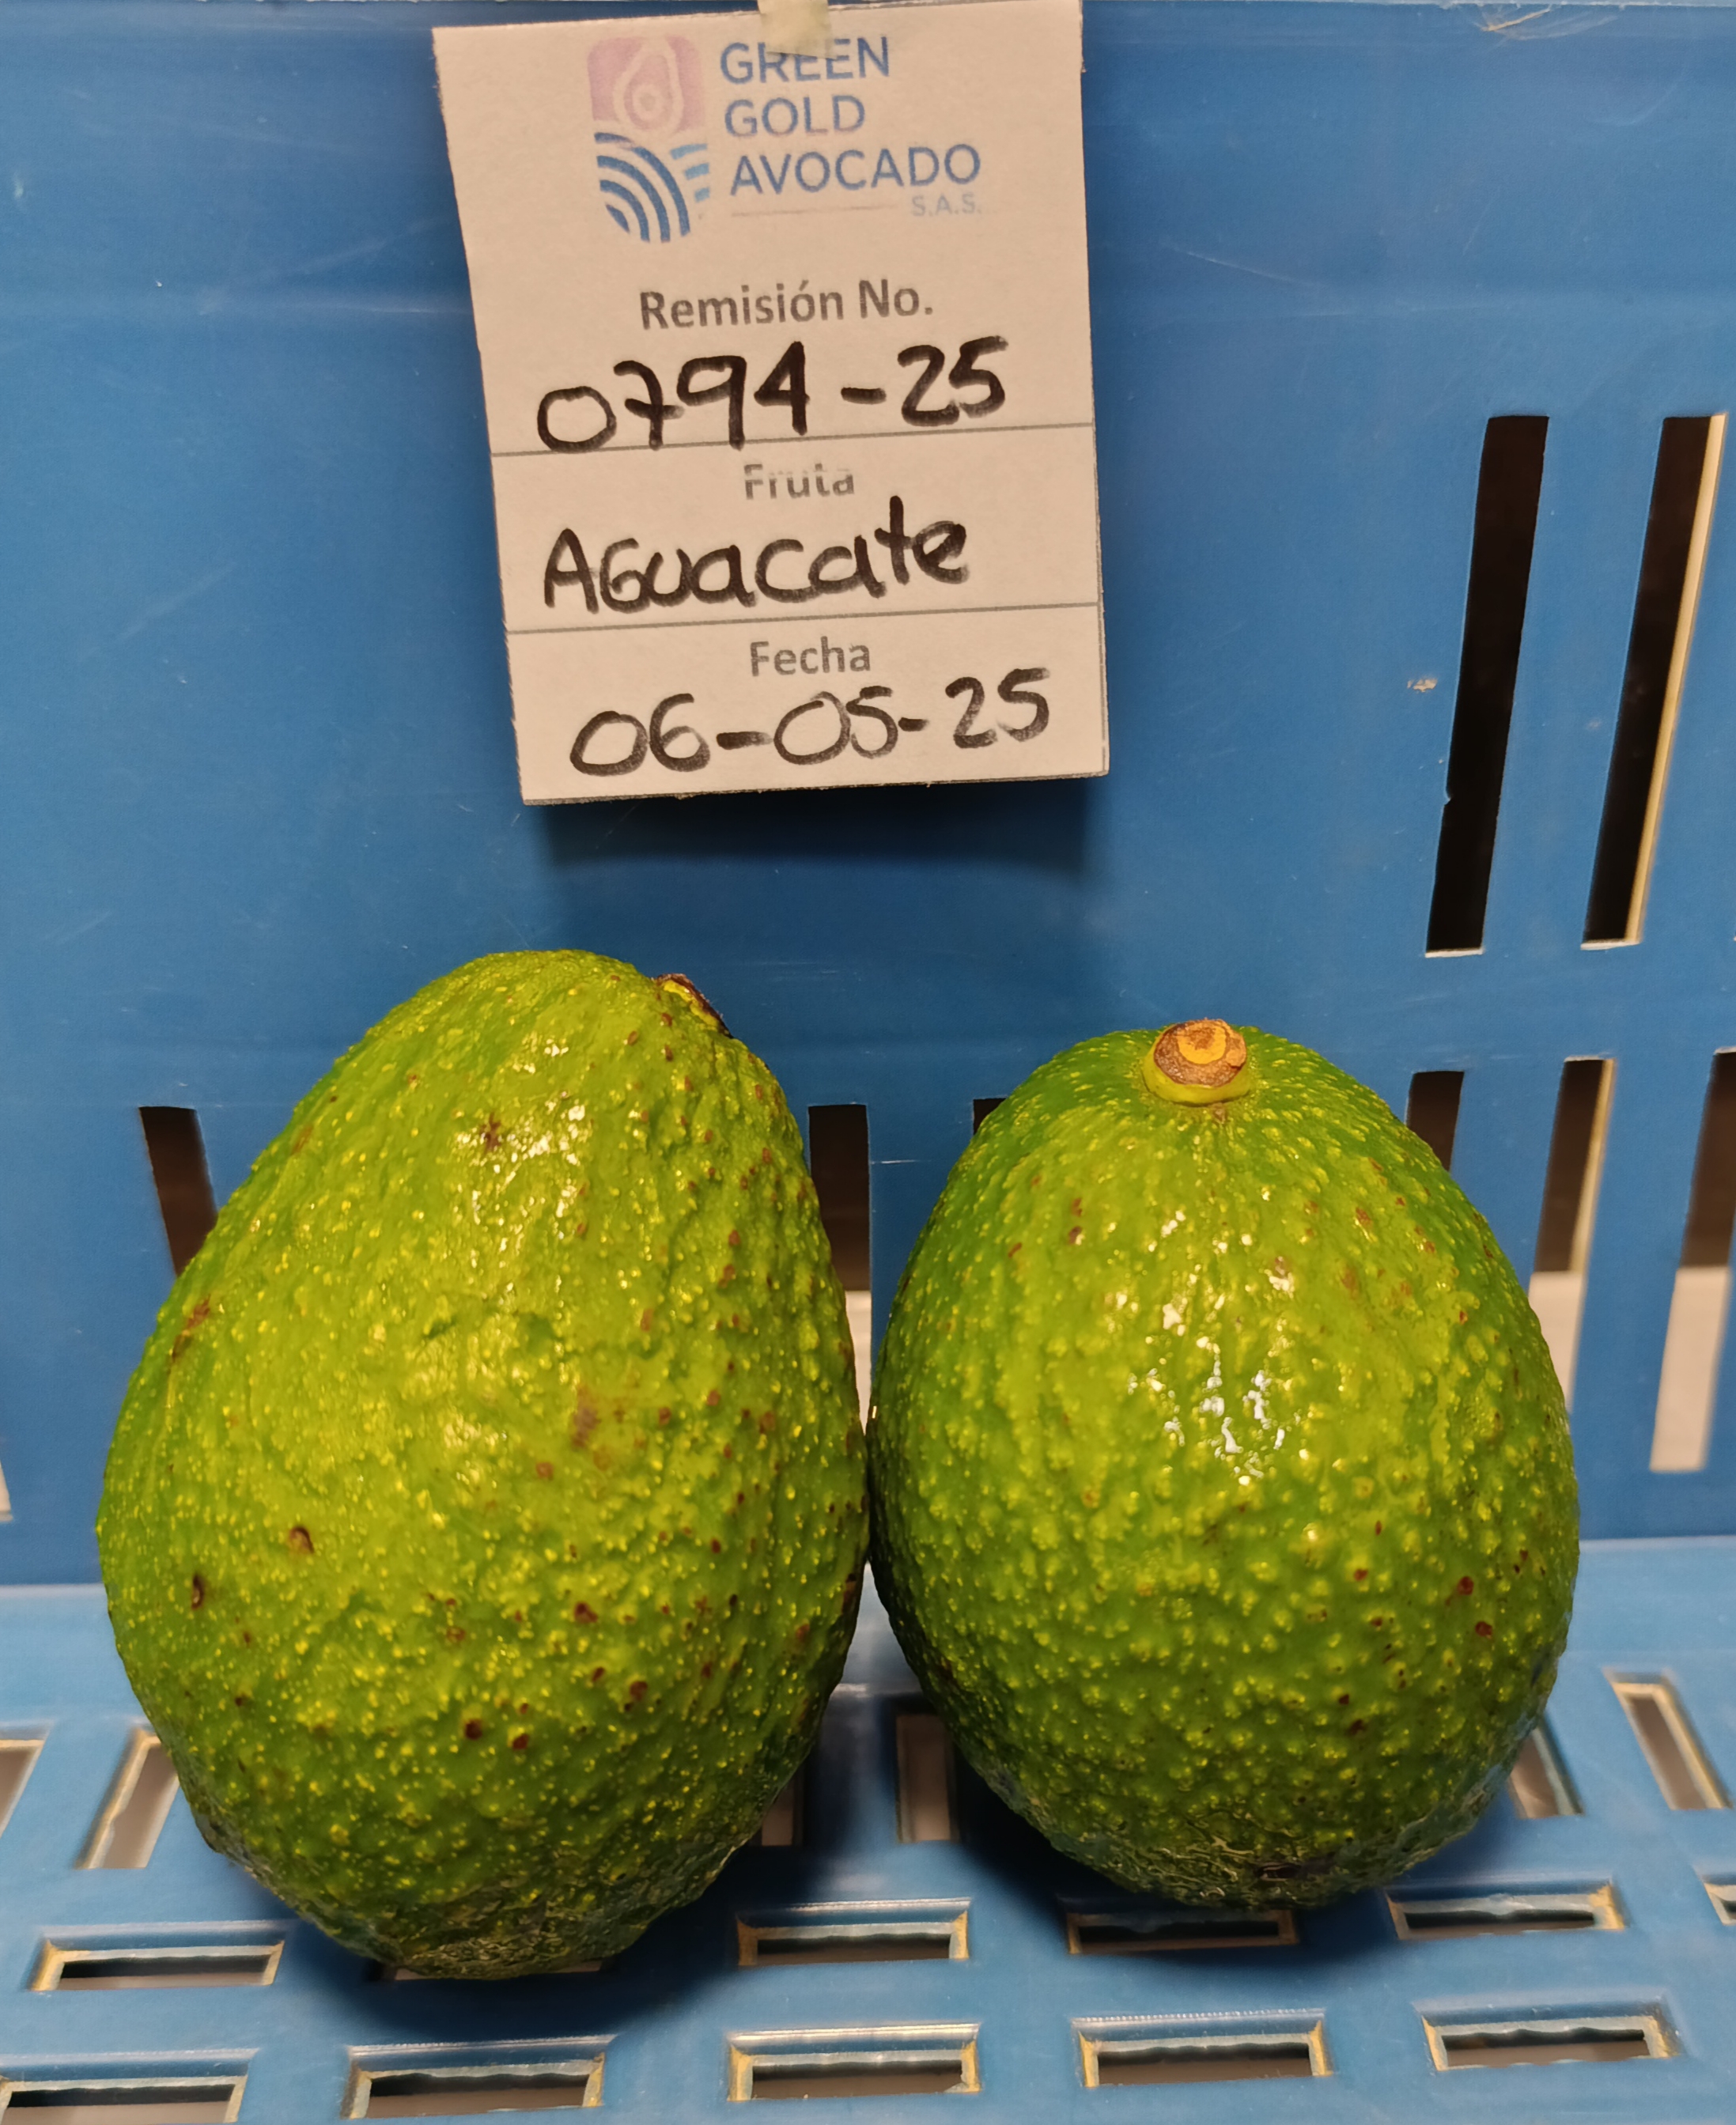 GREEN
GOLD
AVOCADO
S.A.S.
Remisión No.
0794-25
Fruta
AGuacate
Fecha
06-05-25